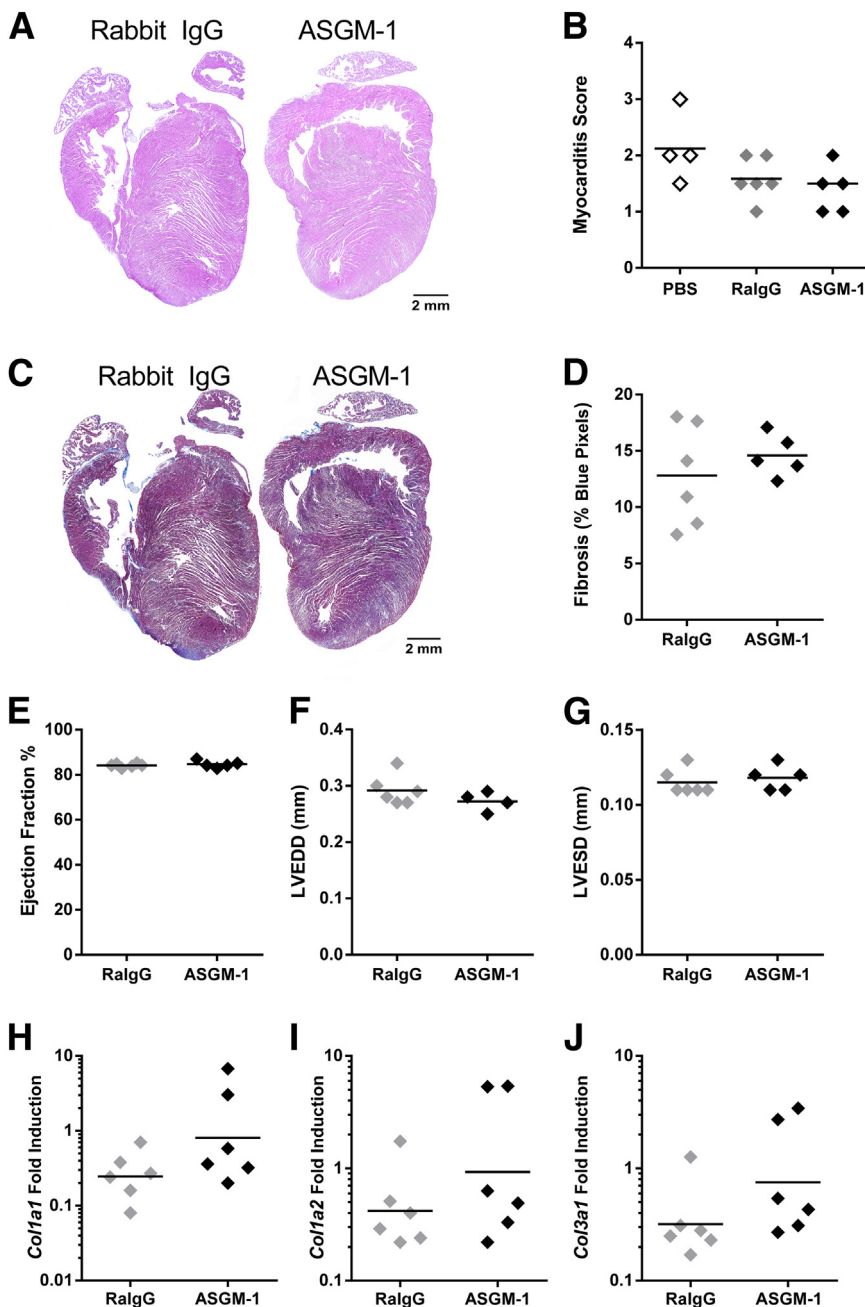 A
Rabbit IgG
ASGM-1
2 mm
B
Myocarditis Score
4
3
2
1
0
PBS
RaIgG
ASGM-1
C
Rabbit IgG
ASGM-1
2 mm
D
Fibrosis (% Blue Pixels)
20
15
10
5
0
RaIgG
ASGM-1
E
Ejection Fraction %
100
80
60
40
20
0
RaIgG
ASGM-1
F
LVEDD (mm)
0.4
0.3
0.2
0.1
0.0
RaIgG
ASGM-1
G
LVESD (mm)
0.15
0.10
0.05
0.00
RaIgG
ASGM-1
H
Col1a1 Fold Induction
10
1
0.1
0.01
RaIgG
ASGM-1
I
Col1a2 Fold Induction
10
1
0.1
RaIgG
ASGM-1
J
Col3a1 Fold Induction
10
1
0.1
RaIgG
ASGM-1